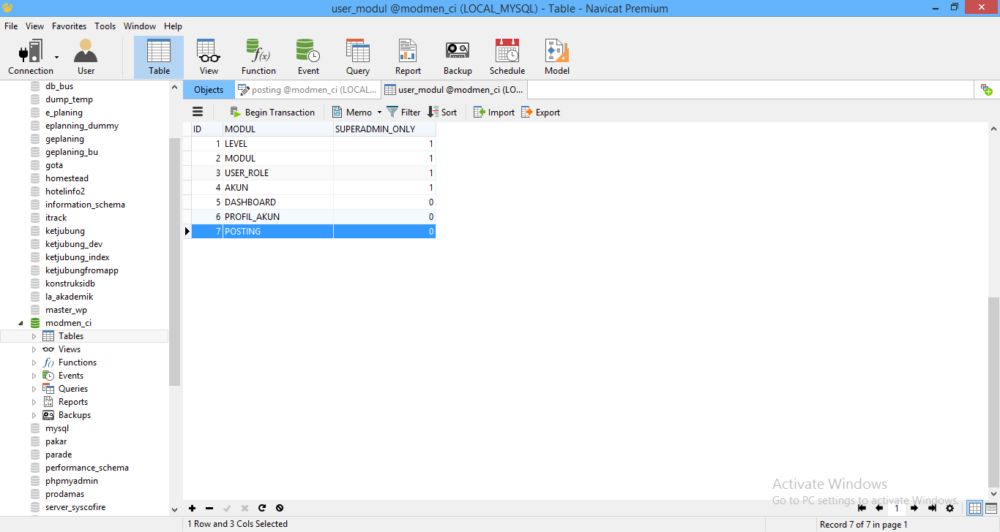 user_modul @modmen_ci (LOCAL_MYSQL) - Table - Navicat Premium
File View Favorites Tools Window Help
Connection User Table View Function Event Query Report Backup Schedule Model
Objects posting @modmen_ci (LOCAL... user_modul @modmen_ci (LO...
Begin Transaction Memo Filter Sort Import Export
db_bus
dump_temp
e_planing
eplanning_dummy
geplaning
geplaning_bu
gota
homestead
hotelinfo2
information_schema
itrack
ketjubung
ketjubung_dev
ketjubung_index
ketjubungfromapp
konstruksidb
la_akademik
master_wp
modmen_ci
Tables
Views
Functions
Events
Queries
Reports
Backups
mysql
pakar
parade
performance_schema
phpmyadmin
prodamas
server_syscofire
ID MODUL SUPERADMIN_ONLY
1 LEVEL 1
2 MODUL 1
3 USER_ROLE 1
4 AKUN 1
5 DASHBOARD 0
6 PROFIL_AKUN 0
7 POSTING 0
Activate Windows
Go to PC settings to activate Windows.
1
1 Row and 3 Cols Selected
Record 7 of 7 in page 1